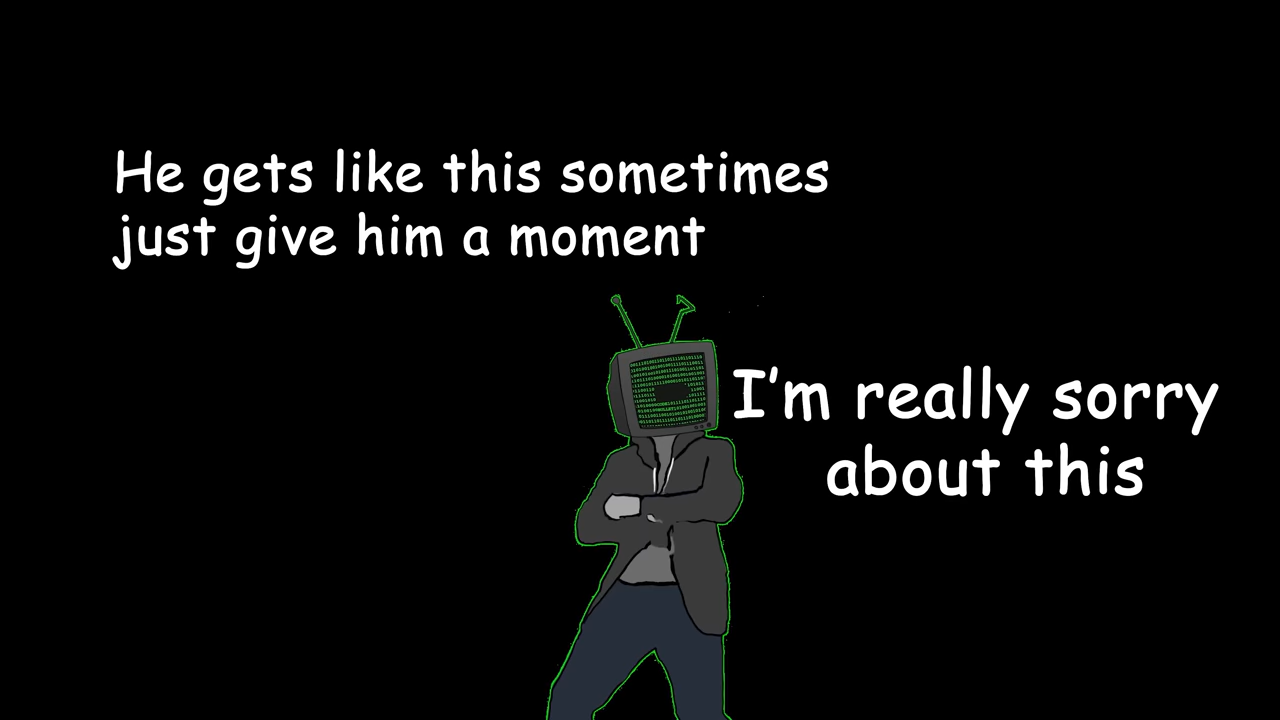 He gets like this sometimes
just give him a moment
I'm really sorry
about this